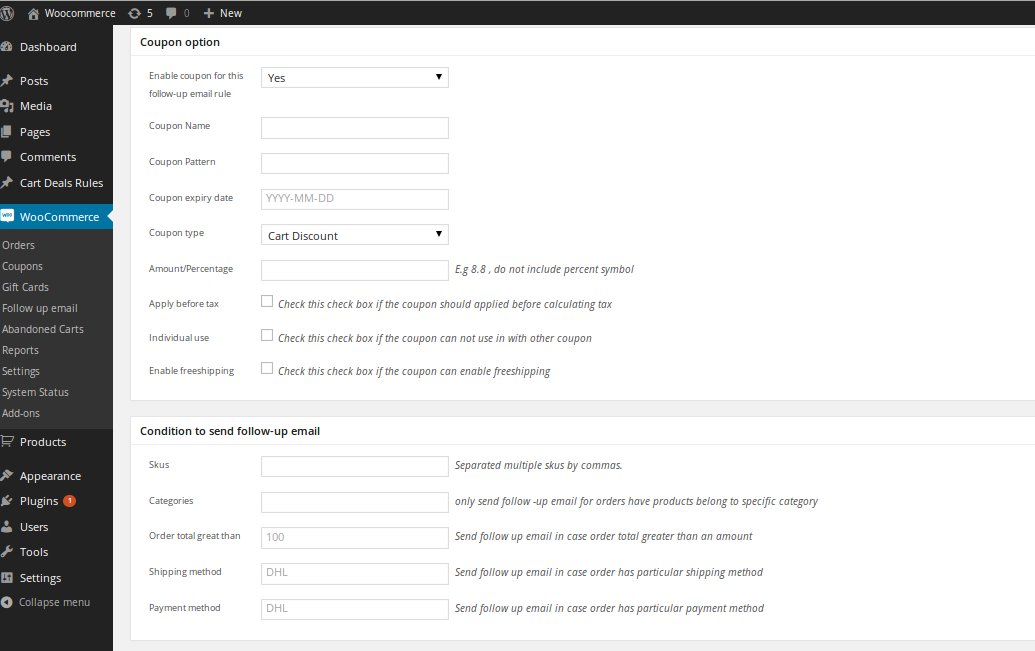 Woocommerce 5 0 + New
Dashboard
Posts
Media
Pages
Comments
Cart Deals Rules
woo WooCommerce
Orders
Coupons
Gift Cards
Follow up email
Abandoned Carts
Reports
Settings
System Status
Add-ons
Products
Appearance
Plugins 1
Users
Tools
Settings
Collapse menu
Coupon option
Enable coupon for this
follow-up email rule
Yes
Coupon Name
Coupon Pattern
Coupon expiry date YYYY-MM-DD
Coupon type Cart Discount
Amount/Percentage E.g 8.8 , do not include percent symbol
Apply before tax Check this check box if the coupon should applied before calculating tax
Individual use Check this check box if the coupon can not use in with other coupon
Enable freeshipping Check this check box if the coupon can enable freeshipping
Condition to send follow-up email
Skus Separated multiple skus by commas.
Categories only send follow -up email for orders have products belong to specific category
Order total great than 100 Send follow up email in case order total greater than an amount
Shipping method DHL Send follow up email in case order has particular shipping method
Payment method DHL Send follow up email in case order has particular payment method